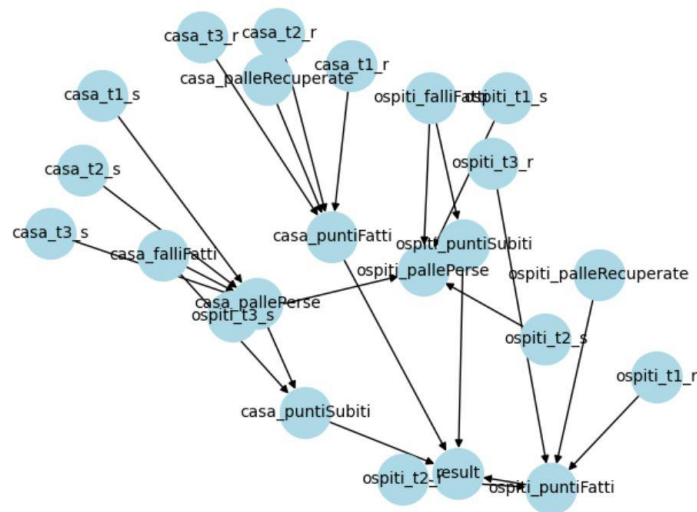 casa_t3_r
casa_t2_r
casa_t1_r
casa_palleRecuperate
casa_t1_s
ospiti_falliFatti
ospiti_t1_s
ospiti_t3_r
casa_t2_s
casa_t3_s
casa_puntiFatti
ospiti_puntiSubiti
casa_falliFatti
ospiti_pallePerse
ospiti_palleRecuperate
casa_pallePerse
ospiti_t3_s
ospiti_t2_s
ospiti_t1_r
casa_puntiSubiti
result
ospiti_t2_r
ospiti_puntiFatti